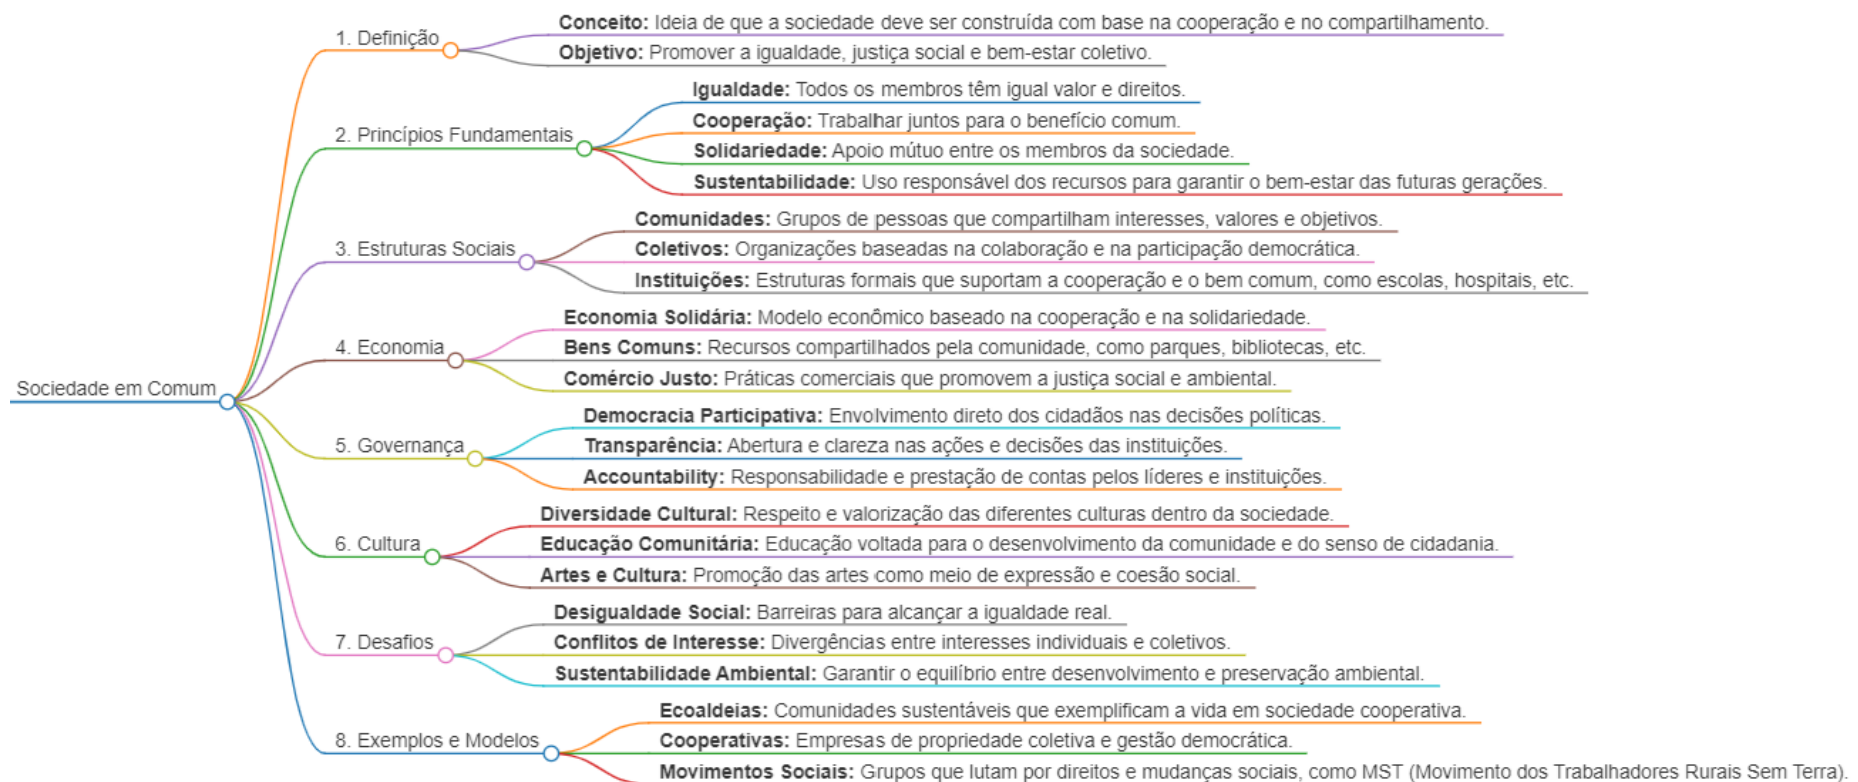 Sociedade em Comum
1. Definição
Conceito: Ideia de que a sociedade deve ser construída com base na cooperação e no compartilhamento.
Objetivo: Promover a igualdade, justiça social e bem-estar coletivo.
2. Princípios Fundamentais
Igualdade: Todos os membros têm igual valor e direitos.
Cooperação: Trabalhar juntos para o benefício comum.
Solidariedade: Apoio mútuo entre os membros da sociedade.
Sustentabilidade: Uso responsável dos recursos para garantir o bem-estar das futuras gerações.
3. Estruturas Sociais
Comunidades: Grupos de pessoas que compartilham interesses, valores e objetivos.
Coletivos: Organizações baseadas na colaboração e na participação democrática.
Instituições: Estruturas formais que suportam a cooperação e o bem comum, como escolas, hospitais, etc.
4. Economia
Economia Solidária: Modelo econômico baseado na cooperação e na solidariedade.
Bens Comuns: Recursos compartilhados pela comunidade, como parques, bibliotecas, etc.
Comércio Justo: Práticas comerciais que promovem a justiça social e ambiental.
5. Governança
Democracia Participativa: Envolvimento direto dos cidadãos nas decisões políticas.
Transparência: Abertura e clareza nas ações e decisões das instituições.
Accountability: Responsabilidade e prestação de contas pelos líderes e instituições.
6. Cultura
Diversidade Cultural: Respeito e valorização das diferentes culturas dentro da sociedade.
Educação Comunitária: Educação voltada para o desenvolvimento da comunidade e do senso de cidadania.
Artes e Cultura: Promoção das artes como meio de expressão e coesão social.
7. Desafios
Desigualdade Social: Barreiras para alcançar a igualdade real.
Conflitos de Interesse: Divergências entre interesses individuais e coletivos.
Sustentabilidade Ambiental: Garantir o equilíbrio entre desenvolvimento e preservação ambiental.
8. Exemplos e Modelos
Ecoaldeias: Comunidades sustentáveis que exemplificam a vida em sociedade cooperativa.
Cooperativas: Empresas de propriedade coletiva e gestão democrática.
Movimentos Sociais: Grupos que lutam por direitos e mudanças sociais, como MST (Movimento dos Trabalhadores Rurais Sem Terra).